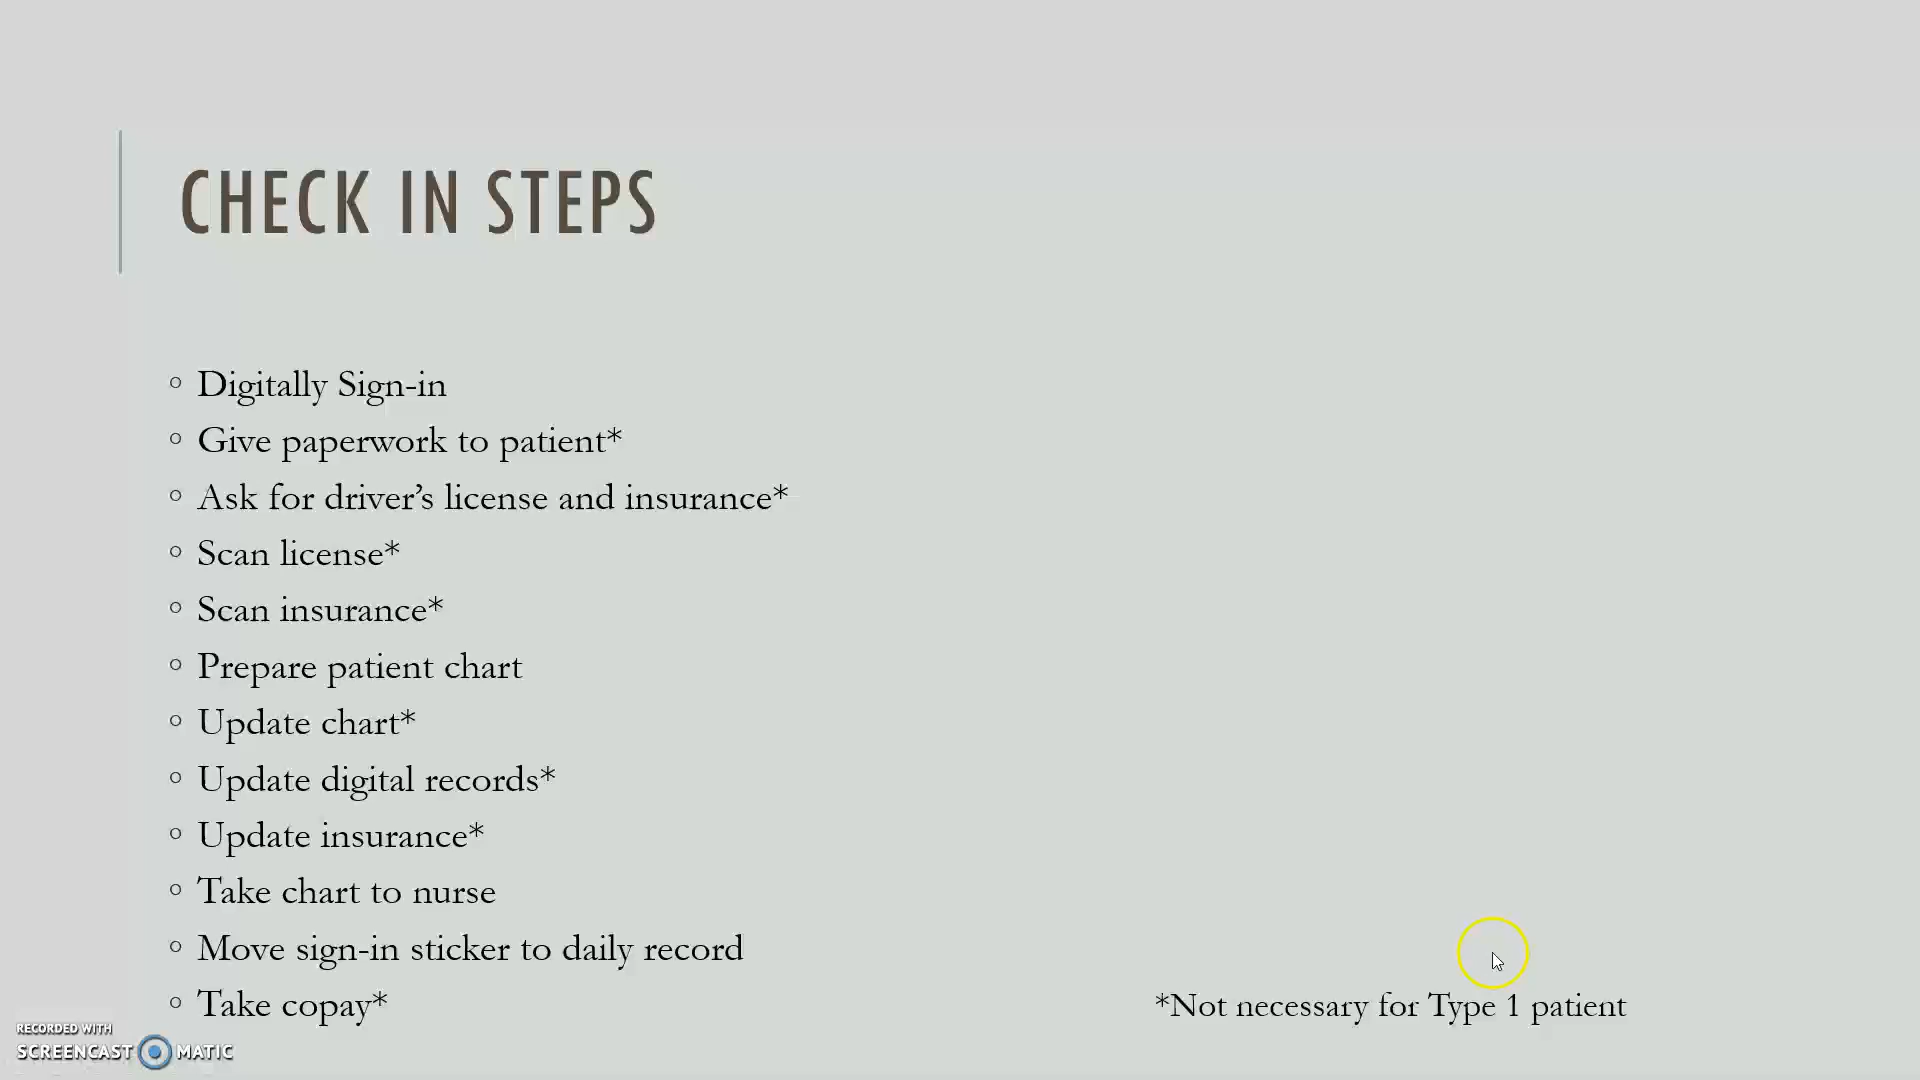 CHECK IN STEPS
Digitally Sign-in
Give paperwork to patient*
Ask for driver’s license and insurance*
Scan license*
Scan insurance*
Prepare patient chart
Update chart*
Update digital records*
Update insurance*
Take chart to nurse
Move sign-in sticker to daily record
Take copay*
*Not necessary for Type 1 patient
RECORDED WITH
SCREENCAST MATIC